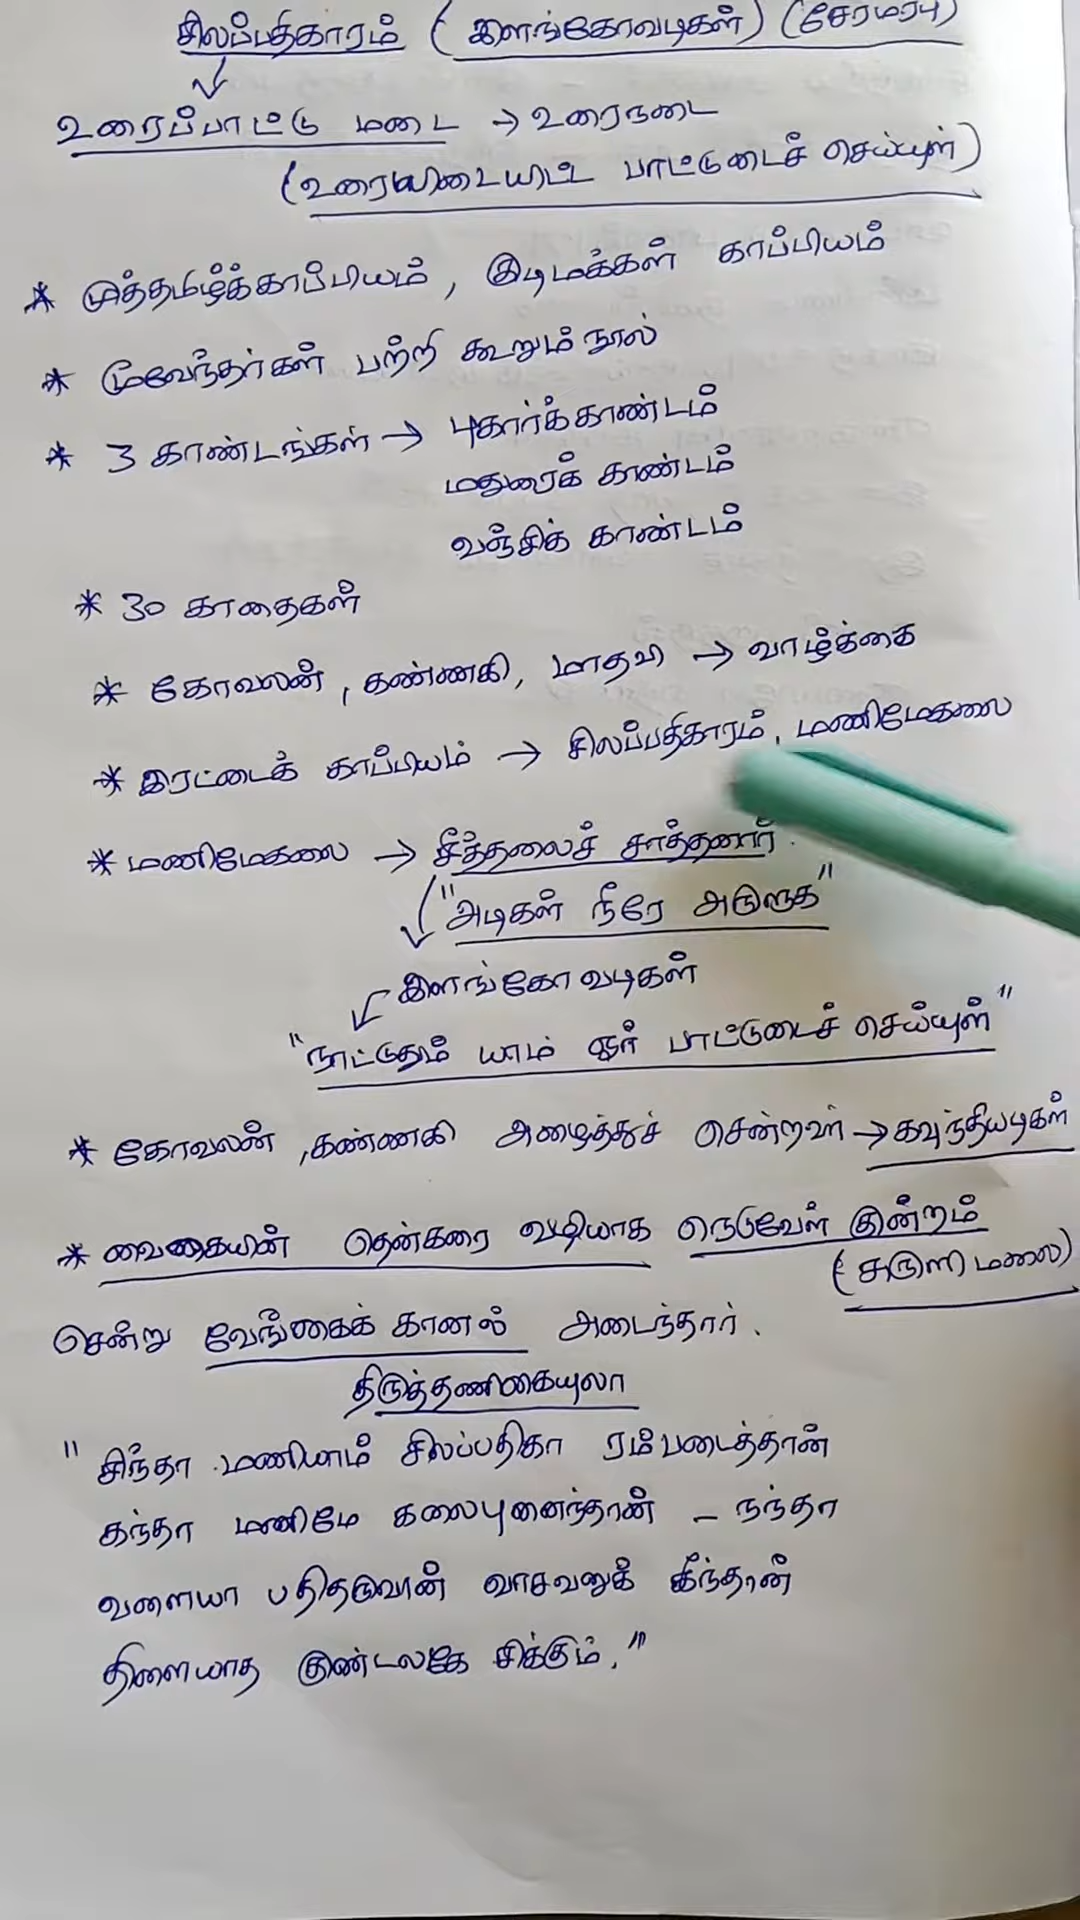 சிலப்பதிகாரம் (இளங்கோவடிகள்) (சேரமரபு)
உரைப்பாட்டு மடை → உரைநடை
(உரைநடையிட்ட பாட்டுடைச் செய்யுள்)
* முத்தமிழ்க்காப்பியம், குடிமக்கள் காப்பியம்
* மூவேந்தர்கள் பற்றி கூறும் நூல்
* 3 காண்டங்கள் → புகார்க்காண்டம்
மதுரைக் காண்டம்
வஞ்சிக் காண்டம்
* 30 காதைகள்
* கோவலன், கண்ணகி, மாதவி → வாழ்க்கை
* இரட்டைக் காப்பியம் → சிலப்பதிகாரம், மணிமேகலை
* மணிமேகலை → சீத்தலைச் சாத்தனார்.
"அடிகள் நீரே அருளுக"
இளங்கோவடிகள்
"நாட்டுதும் யாம் ஓர் பாட்டுடைச் செய்யுள்"
* கோவலன், கண்ணகி அழைத்துச் சென்றவர் → கவுந்தியடிகள்
* வைகையின் தென்கரை வழியாக நெடுவேள் குன்றம்
(சுருளி மலை)
சென்று வேங்கைக் கானல் அடைந்தார்.
திருத்தணிகையுலா
"சிந்தா மணியாம் சிலப்பதிகா ரம்படைத்தான்
கந்தா மணிமே கலைபுனைந்தான் – நந்தா
வளையா பதிதருவான் வாசவனுக் கீந்தான்
திளையாத குண்டலகே சிக்கும்."